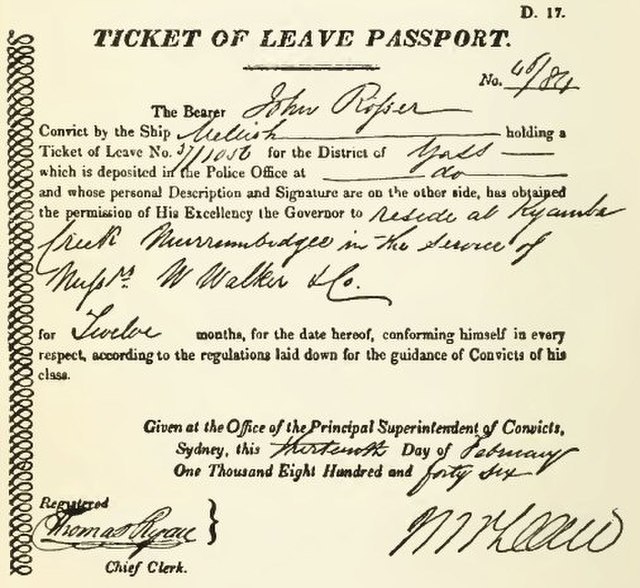 D. 17.
TICKET OF LEAVE PASSPORT.
No. 46/84
The Bearer John Rosser
Convict by the Ship Mellish holding a
Ticket of Leave No. 37/1056 for the District of Yass
which is deposited in the Police Office at do
and whose personal Description and Signature are on the other side, has obtained
the permission of His Excellency the Governor to reside at Kyamba
Creek Murrumbidgee in the Service of
Messrs W Walker & Co.
for Twelve months, for the date hereof, conforming himself in every
respect, according to the regulations laid down for the guidance of Convicts of his
class.
Given at the Office of the Principal Superintendent of Convicts,
Sydney, this thirteenth Day of February
One Thousand Eight Hundred and forty six
Registered
Thomas Ryan
Chief Clerk.